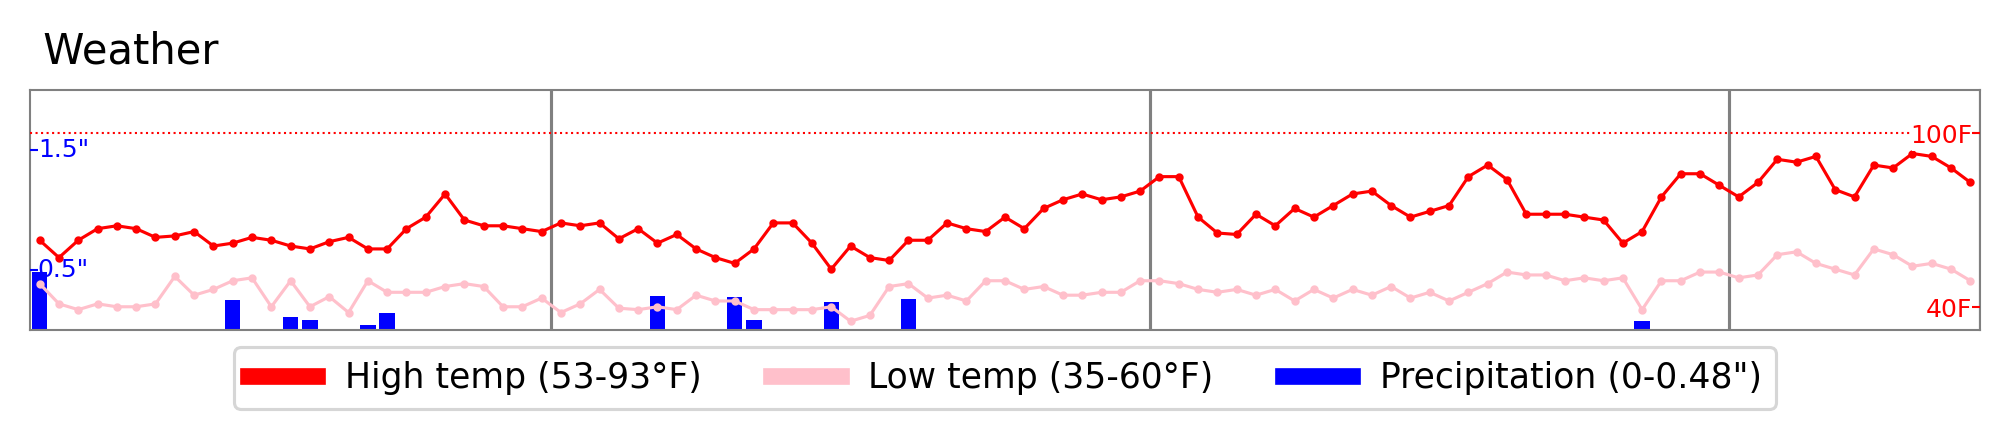 Weather
1.5"
100F
0.5"
40F
High temp (53-93°F)
Low temp (35-60°F)
Precipitation (0-0.48")